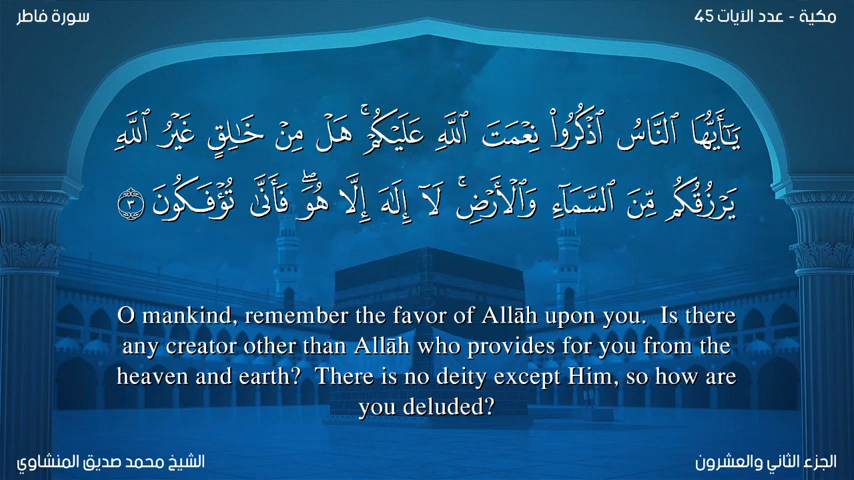 سورة فاطر
مكية - عدد الآيات 45
يَـٰٓأَيُّهَا ٱلنَّاسُ ٱذْكُرُوا۟ نِعْمَتَ ٱللَّهِ عَلَيْكُمْ ۚ هَلْ مِنْ خَـٰلِقٍ غَيْرُ ٱللَّهِ
يَرْزُقُكُم مِّنَ ٱلسَّمَآءِ وَٱلْأَرْضِ ۚ لَآ إِلَـٰهَ إِلَّا هُوَ ۖ فَأَنَّىٰ تُؤْفَكُونَ ٣
O mankind, remember the favor of Allāh upon you.  Is there
any creator other than Allāh who provides for you from the
heaven and earth?  There is no deity except Him, so how are
you deluded?
الشيخ محمد صديق المنشاوي
الجزء الثاني والعشرون